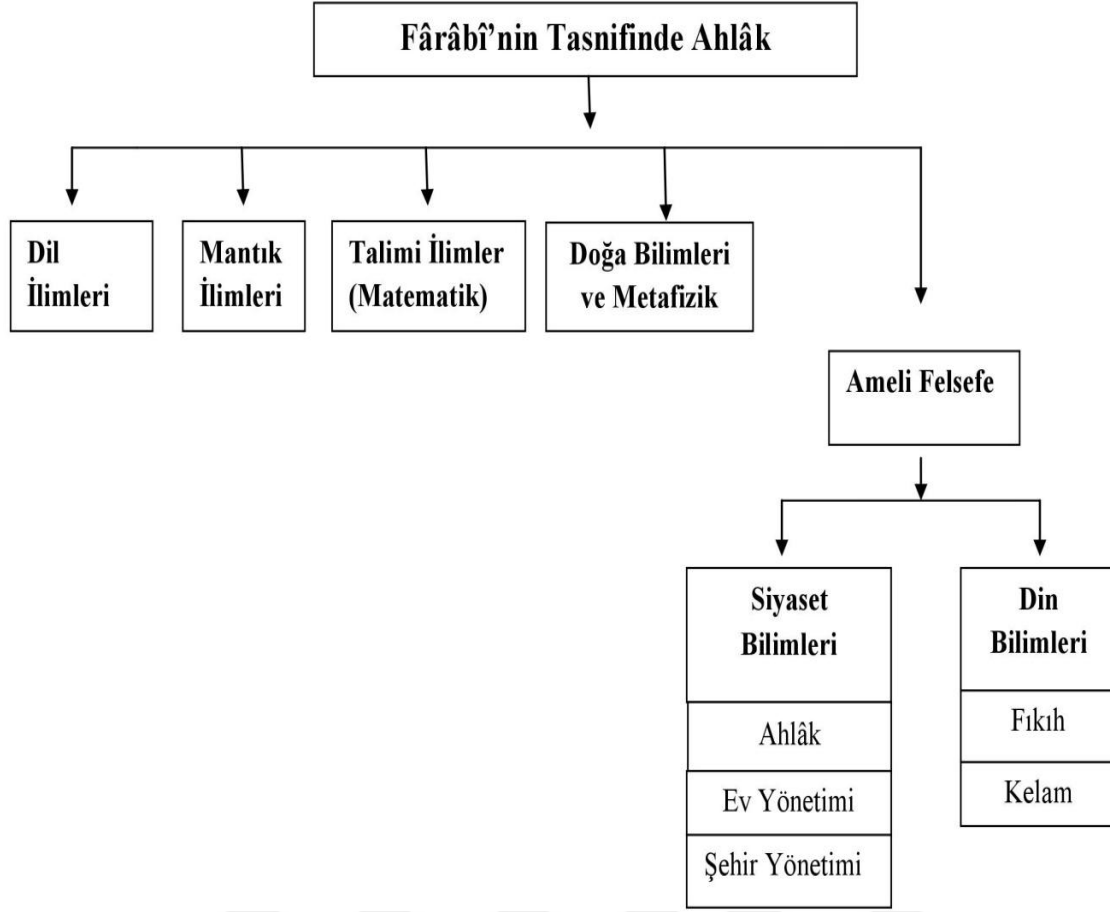 Fârâbî'nin Tasnifinde Ahlâk
Dil
İlimleri
Mantık
İlimleri
Talimi İlimler
(Matematik)
Doğa Bilimleri
ve Metafizik
Ameli Felsefe
Siyaset
Bilimleri
Ahlâk
Ev Yönetimi
Şehir Yönetimi
Din
Bilimleri
Fıkıh
Kelam